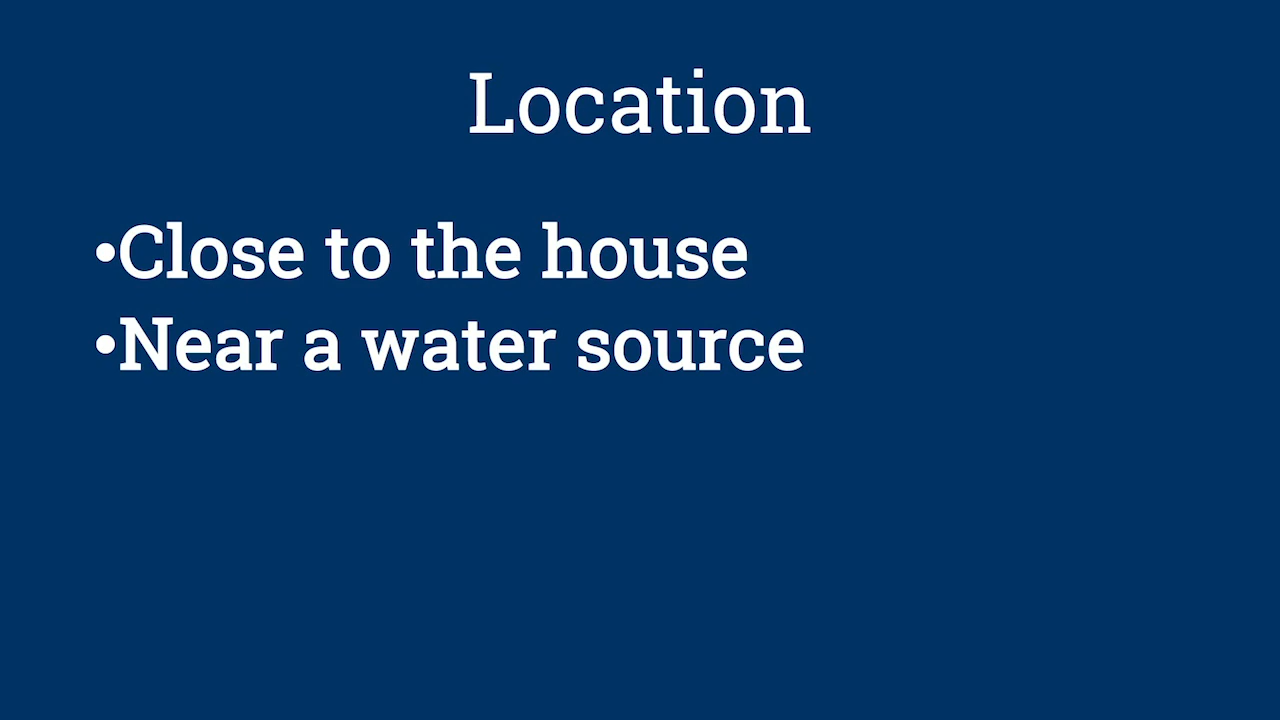 Location
•Close to the house
•Near a water source